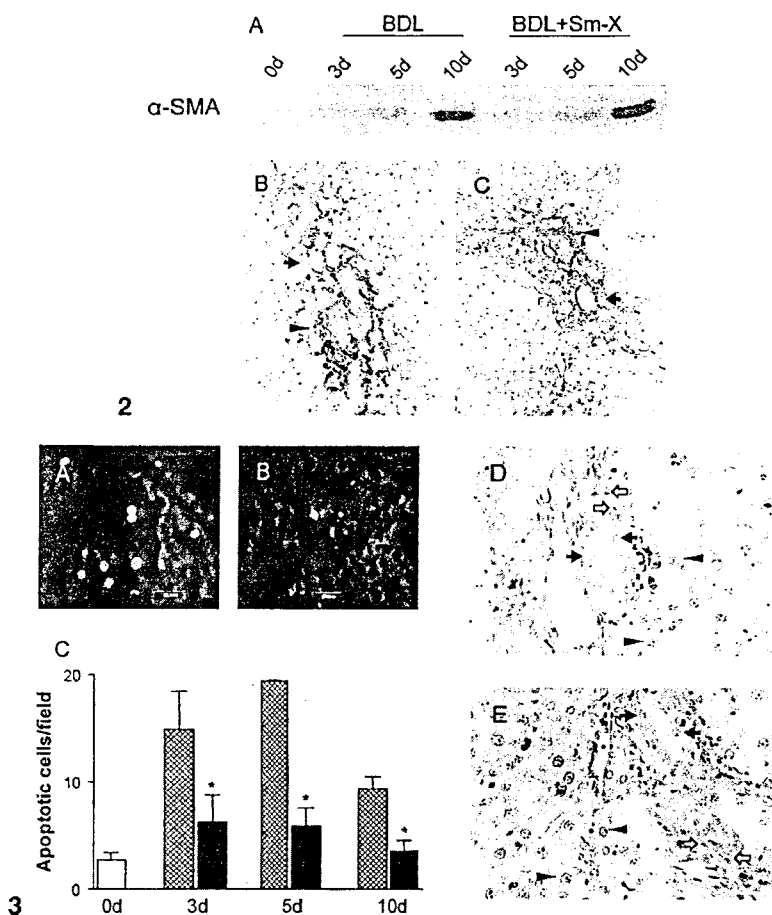 A BDL BDL+Sm-X
0d 3d 5d 10d 3d 5d 10d
α-SMA
B C
2
A B D
C
20
10
0
Apoptotic cells/field
* * *
0d 3d 5d 10d
E
3